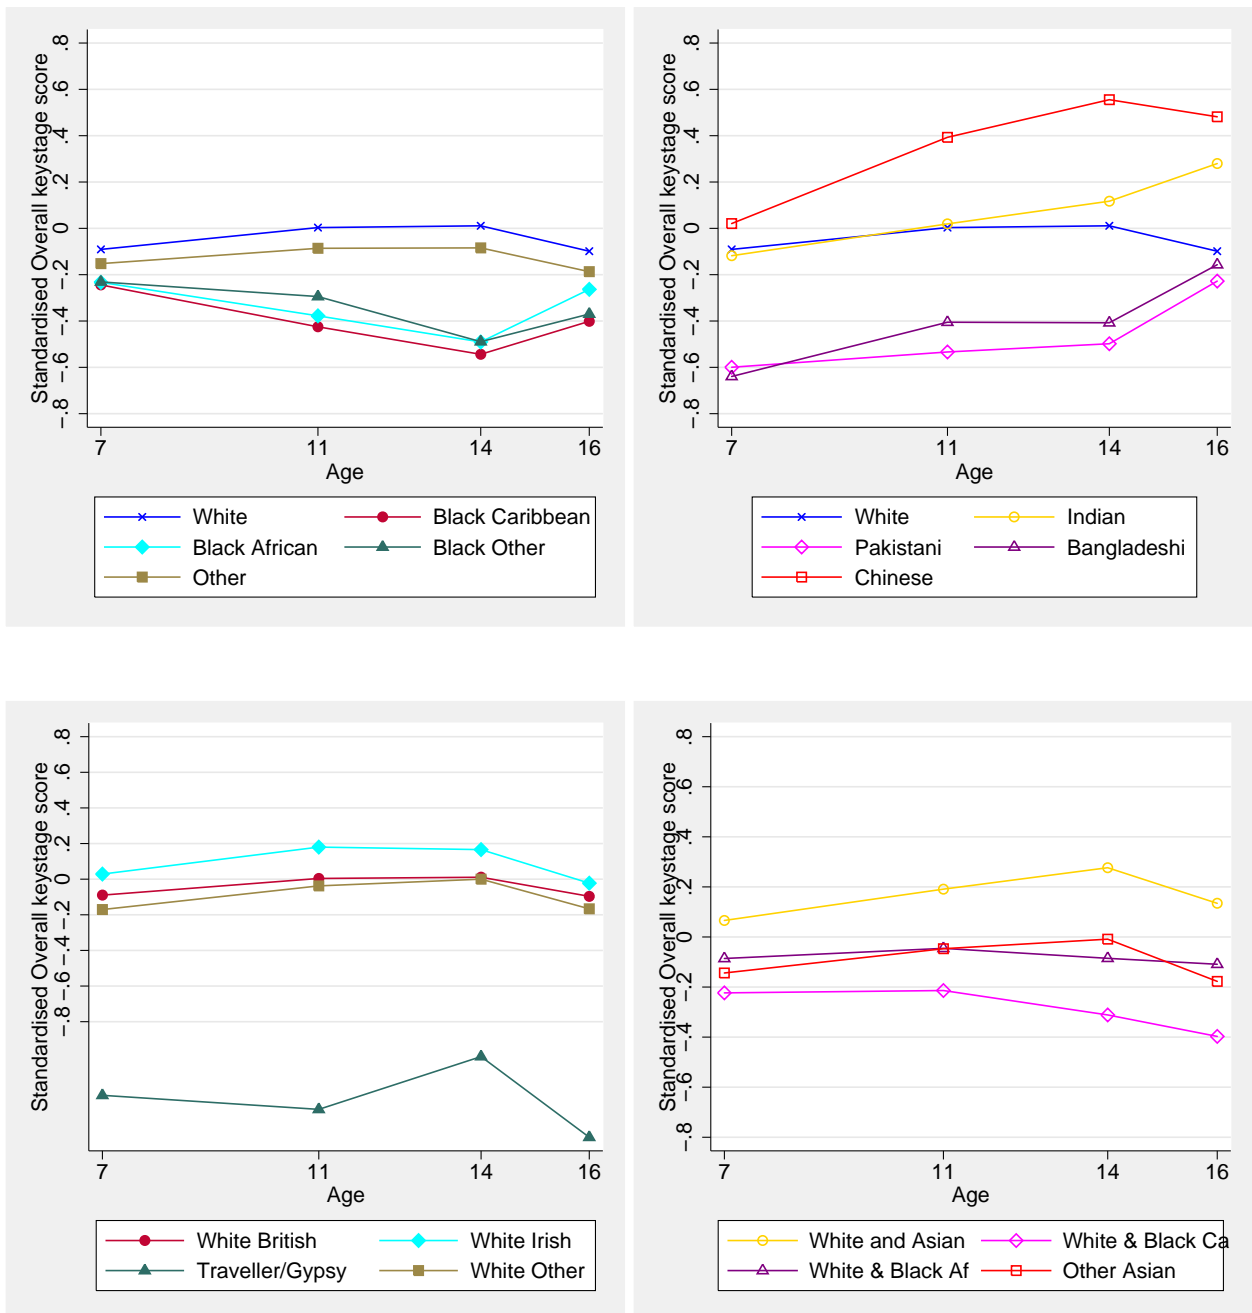 Standardised Overall keystage score
.8
.6
.4
.2
0
−.2
−.4
−.6
−.8
7 11 14 16
Age
White Black Caribbean
Black African Black Other
Other
Standardised Overall keystage score
.8
.6
.4
.2
0
−.2
−.4
−.6
−.8
7 11 14 16
Age
White Indian
Pakistani Bangladeshi
Chinese
Standardised Overall keystage score
.8
.6
.4
.2
0
−.2
−.4
−.6
−.8
7 11 14 16
Age
White British White Irish
Traveller/Gypsy White Other
Standardised Overall keystage score
.8
.6
.4
.2
0
−.2
−.4
−.6
−.8
7 11 14 16
Age
White and Asian White & Black Ca
White & Black Af Other Asian